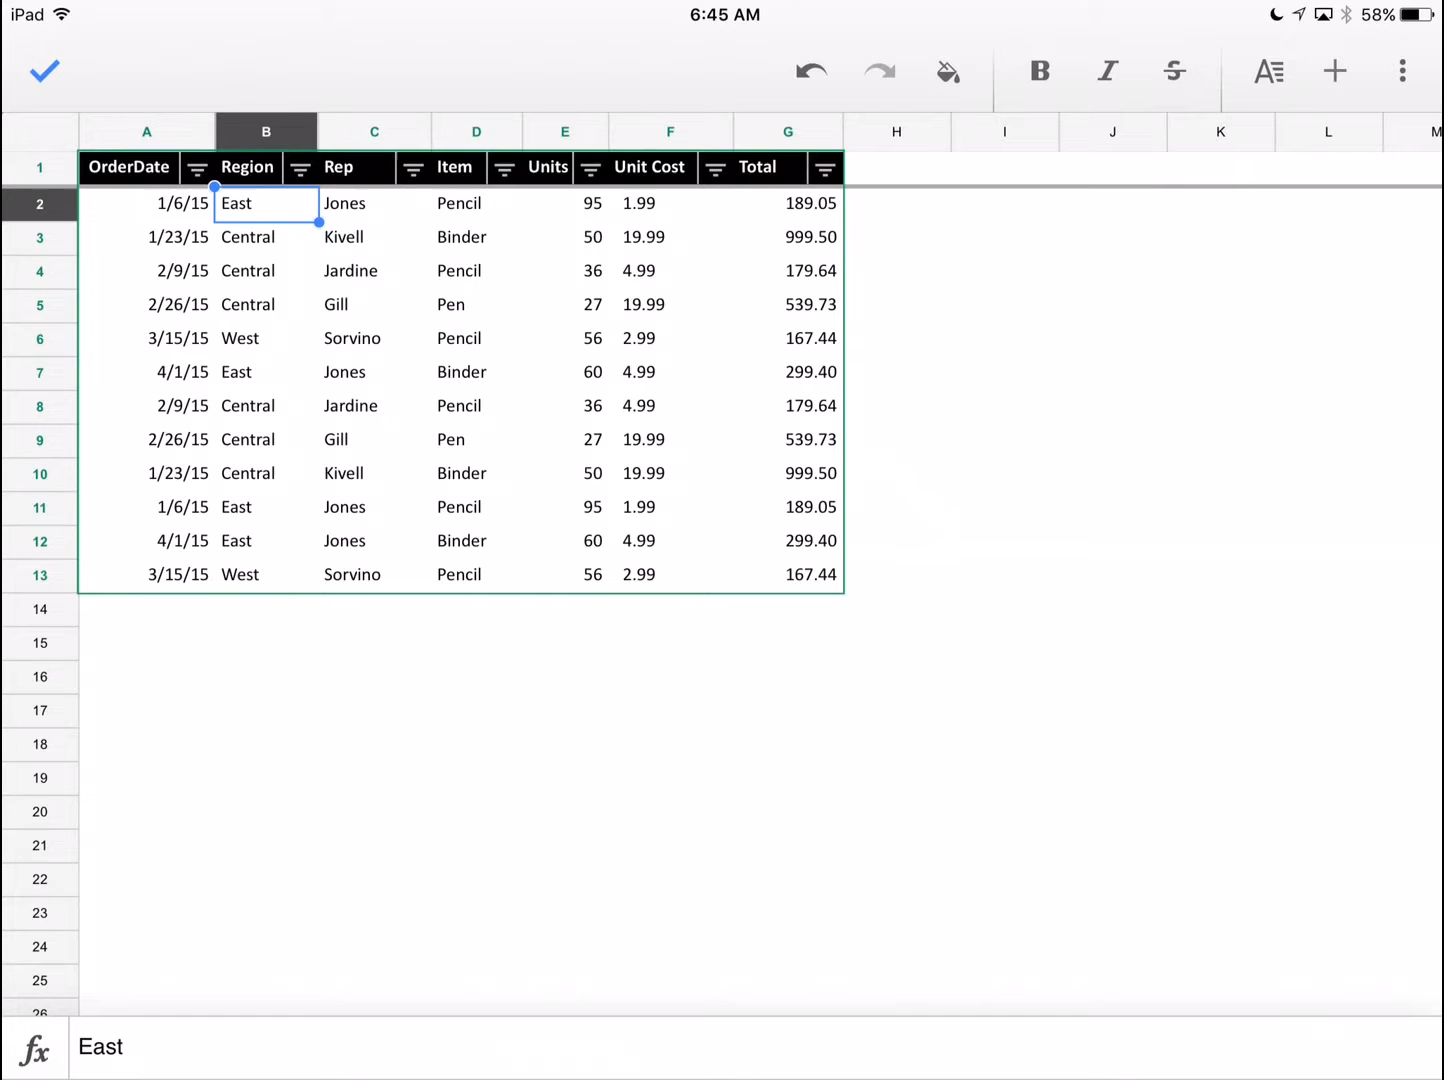 iPad 6:45 AM 58%
B I S A
A B C D E F G H I J K L M
1 OrderDate Region Rep Item Units Unit Cost Total
2 1/6/15 East Jones Pencil 95 1.99 189.05
3 1/23/15 Central Kivell Binder 50 19.99 999.50
4 2/9/15 Central Jardine Pencil 36 4.99 179.64
5 2/26/15 Central Gill Pen 27 19.99 539.73
6 3/15/15 West Sorvino Pencil 56 2.99 167.44
7 4/1/15 East Jones Binder 60 4.99 299.40
8 2/9/15 Central Jardine Pencil 36 4.99 179.64
9 2/26/15 Central Gill Pen 27 19.99 539.73
10 1/23/15 Central Kivell Binder 50 19.99 999.50
11 1/6/15 East Jones Pencil 95 1.99 189.05
12 4/1/15 East Jones Binder 60 4.99 299.40
13 3/15/15 West Sorvino Pencil 56 2.99 167.44
14
15
16
17
18
19
20
21
22
23
24
25
26
fx East